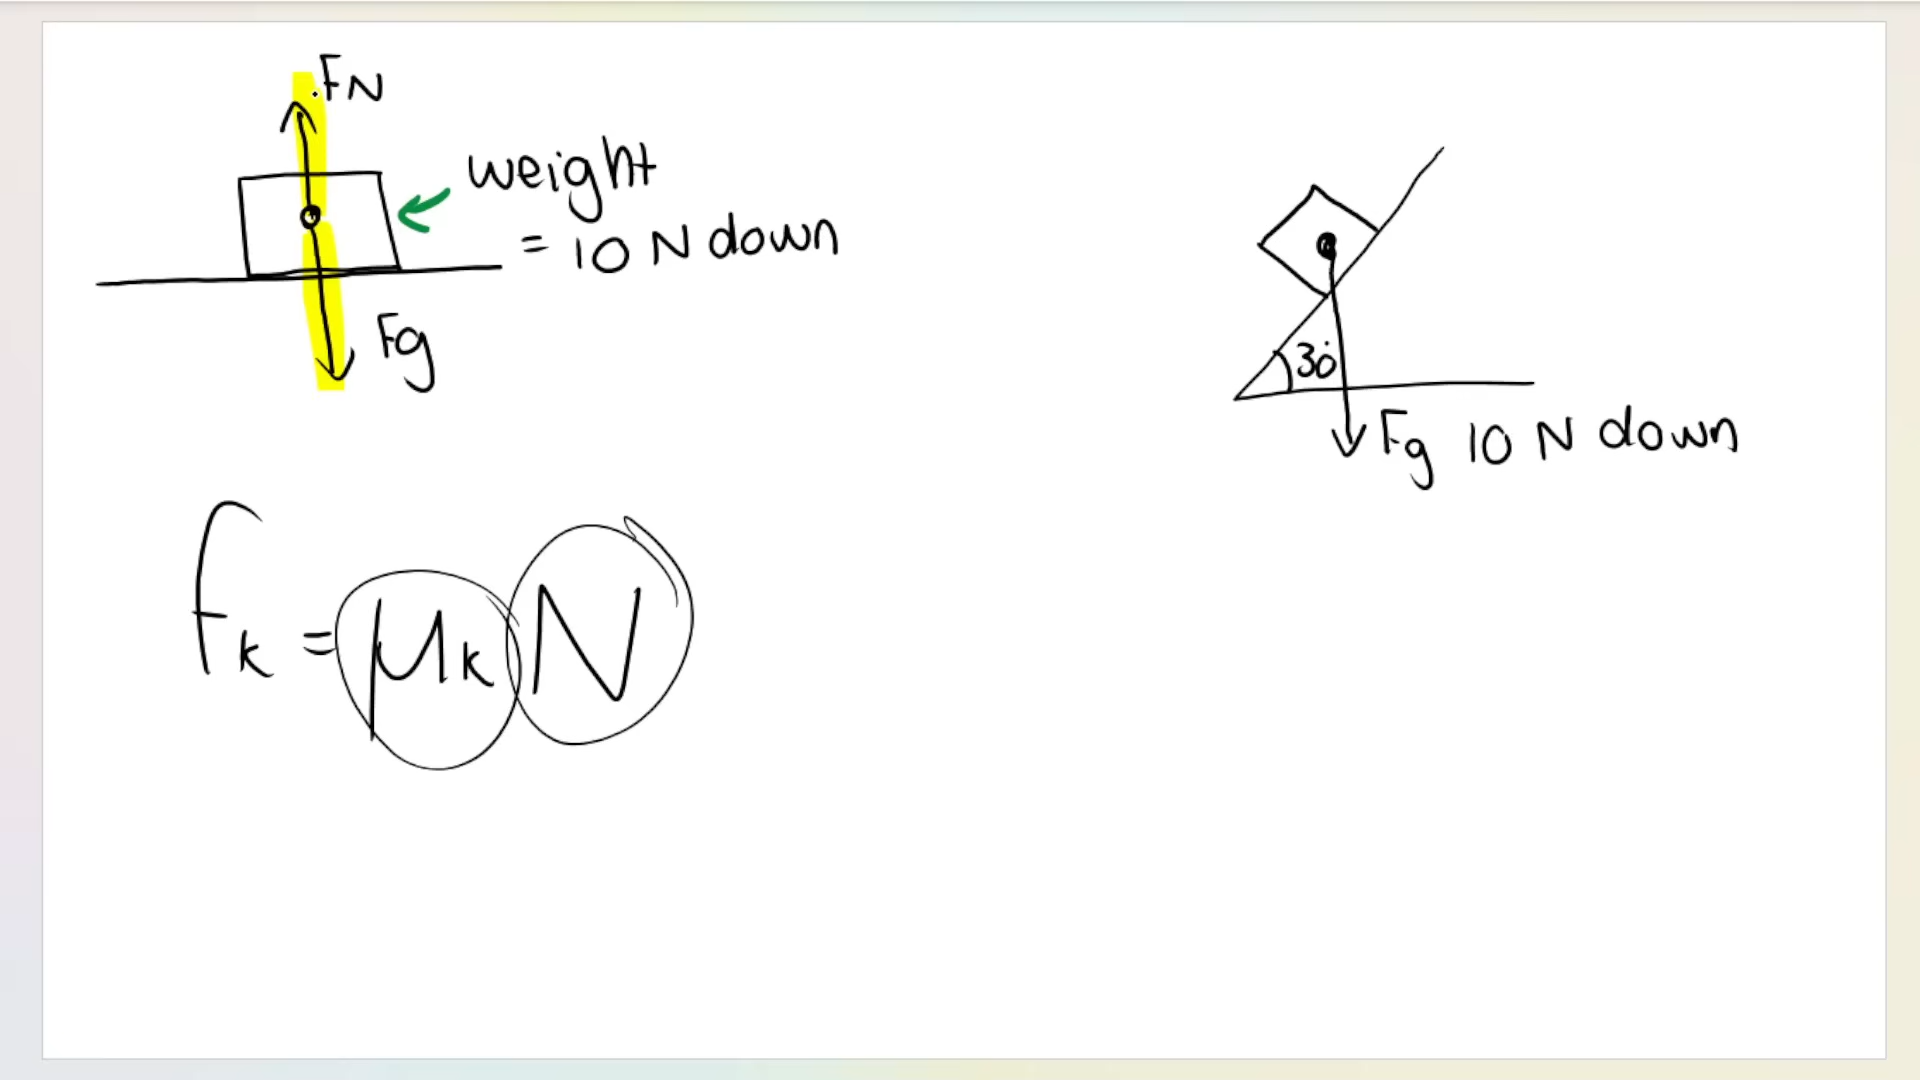 FN
weight
= 10 N down
Fg
30°
Fg 10 N down
Fk = μk N